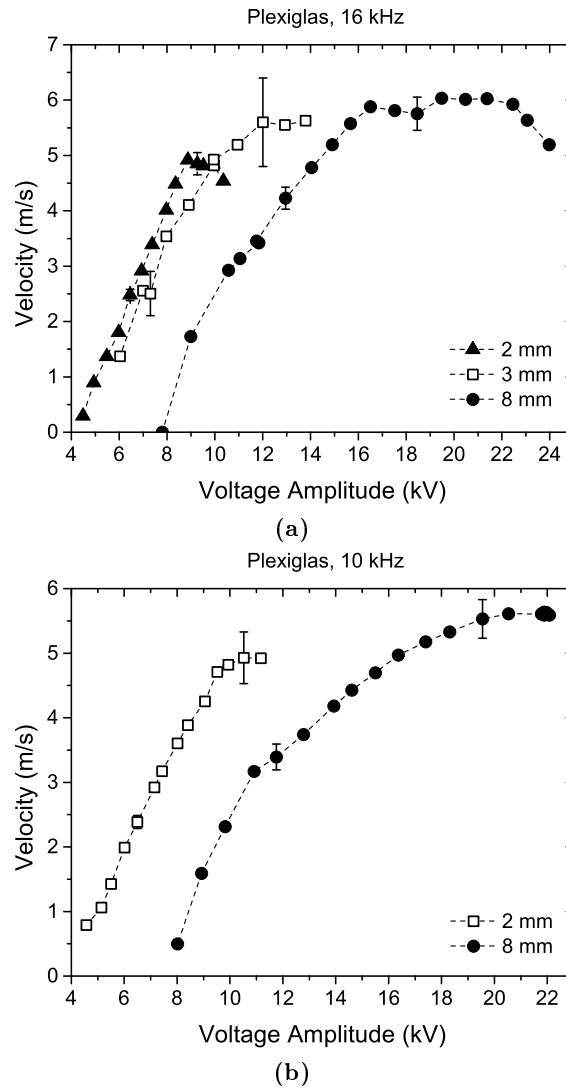 Plexiglas, 16 kHz
7
6
5
4
3
2
1
0
Velocity (m/s)
2 mm
3 mm
8 mm
4 6 8 10 12 14 16 18 20 22 24
Voltage Amplitude (kV)
(a)
Plexiglas, 10 kHz
6
5
4
3
2
1
0
Velocity (m/s)
2 mm
8 mm
4 6 8 10 12 14 16 18 20 22
Voltage Amplitude (kV)
(b)